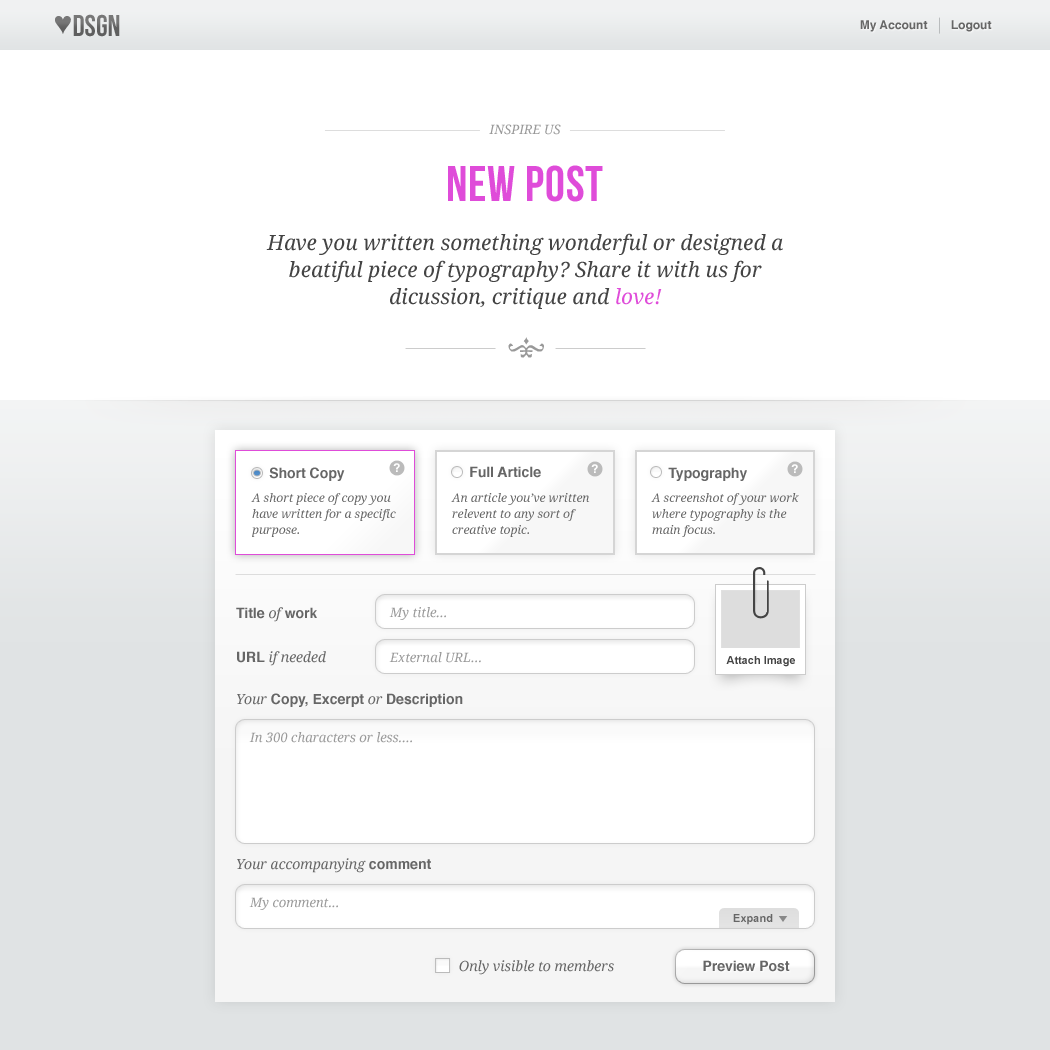 ♥DSGN
My Account | Logout
INSPIRE US
NEW POST
Have you written something wonderful or designed a
beatiful piece of typography? Share it with us for
dicussion, critique and love!
Short Copy ?
A short piece of copy you
have written for a specific
purpose.
Full Article ?
An article you've written
relevent to any sort of
creative topic.
Typography ?
A screenshot of your work
where typography is the
main focus.
Title of work
My title...
URL if needed
External URL...
Attach Image
Your Copy, Excerpt or Description
In 300 characters or less....
Your accompanying comment
My comment...
Expand
Only visible to members
Preview Post